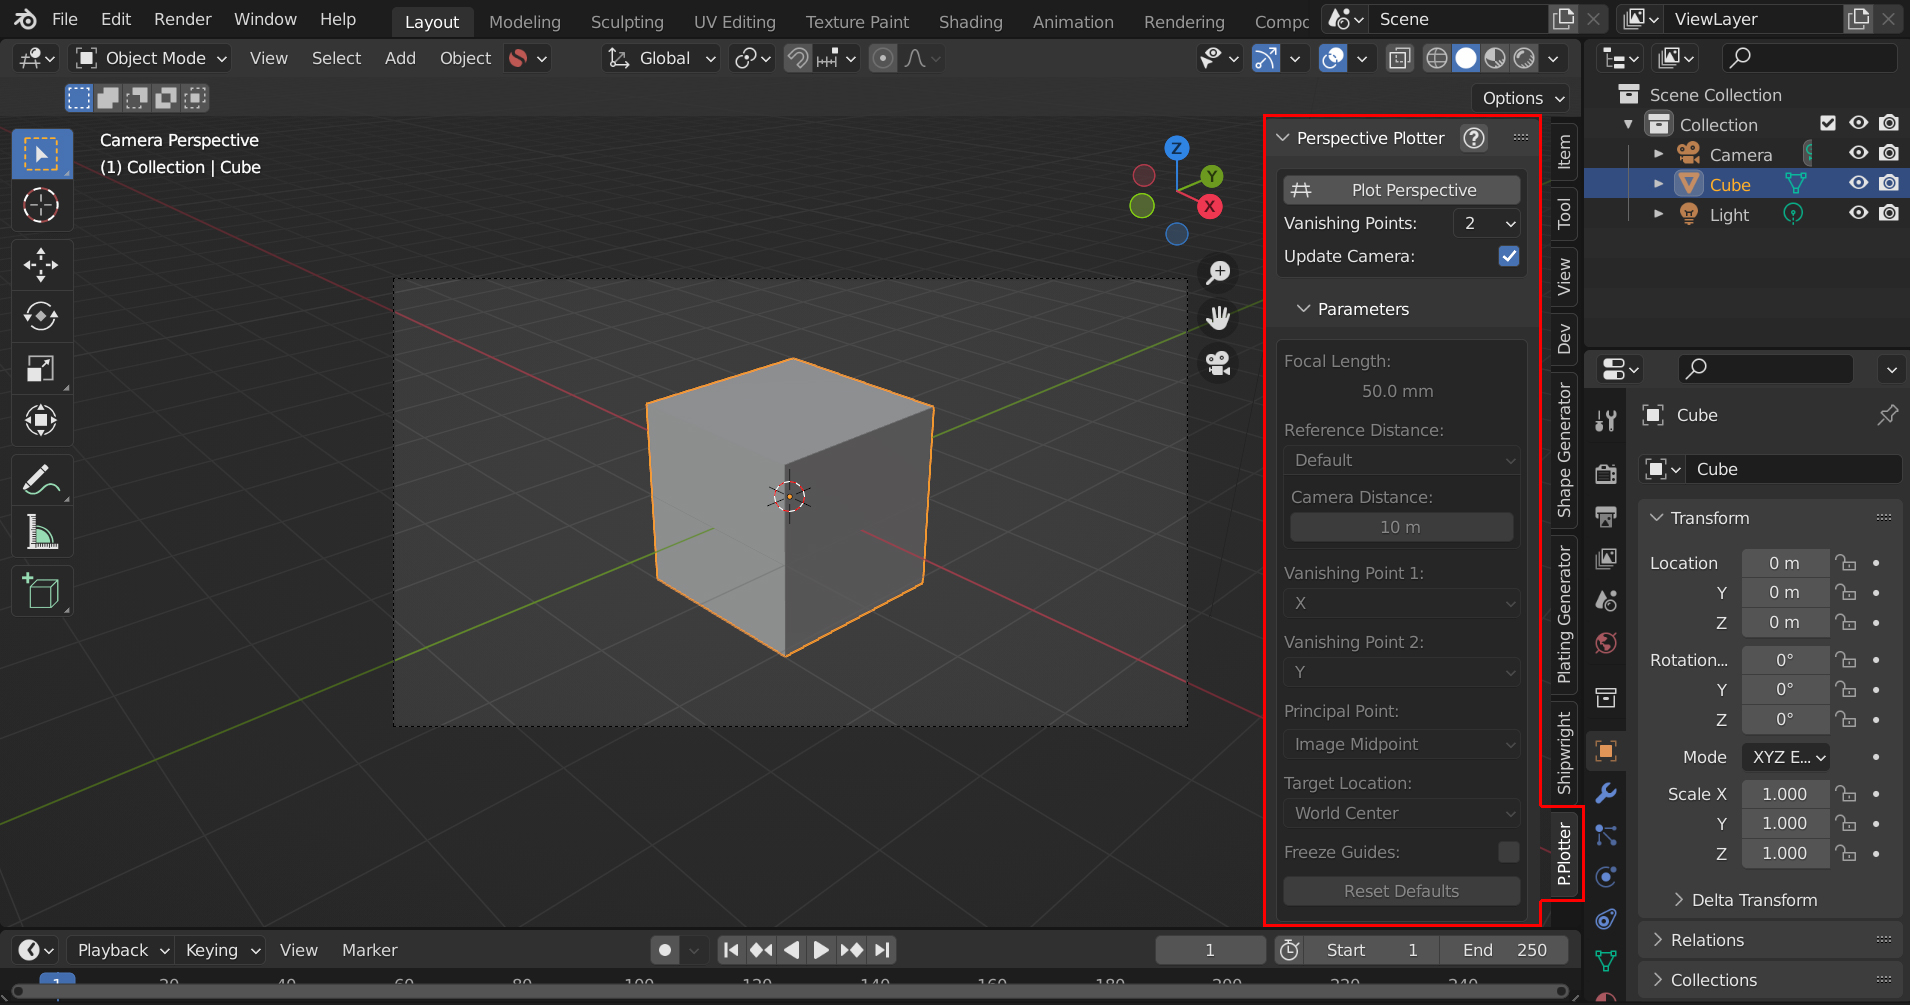 File Edit Render Window Help Layout Modeling Sculpting UV Editing Texture Paint Shading Animation Rendering Compo Scene ViewLayer
Object Mode View Select Add Object Global
Options
Camera Perspective
(1) Collection | Cube
Z
Y
X
Perspective Plotter
Plot Perspective
Vanishing Points: 2
Update Camera:
Parameters
Focal Length:
50.0 mm
Reference Distance:
Default
Camera Distance:
10 m
Vanishing Point 1:
X
Vanishing Point 2:
Y
Principal Point:
Image Midpoint
Target Location:
World Center
Freeze Guides:
Reset Defaults
Item
Tool
View
Dev
Shape Generator
Plating Generator
Shipwright
P.Plotter
Scene Collection
Collection
Camera
Cube
Light
Cube
Cube
Transform
Location 0 m
Y 0 m
Z 0 m
Rotation... 0°
Y 0°
Z 0°
Mode XYZ E...
Scale X 1.000
Y 1.000
Z 1.000
Delta Transform
Relations
Collections
Playback Keying View Marker 1 Start 1 End 250
1 20 40 60 80 100 120 140 160 180 200 220 240